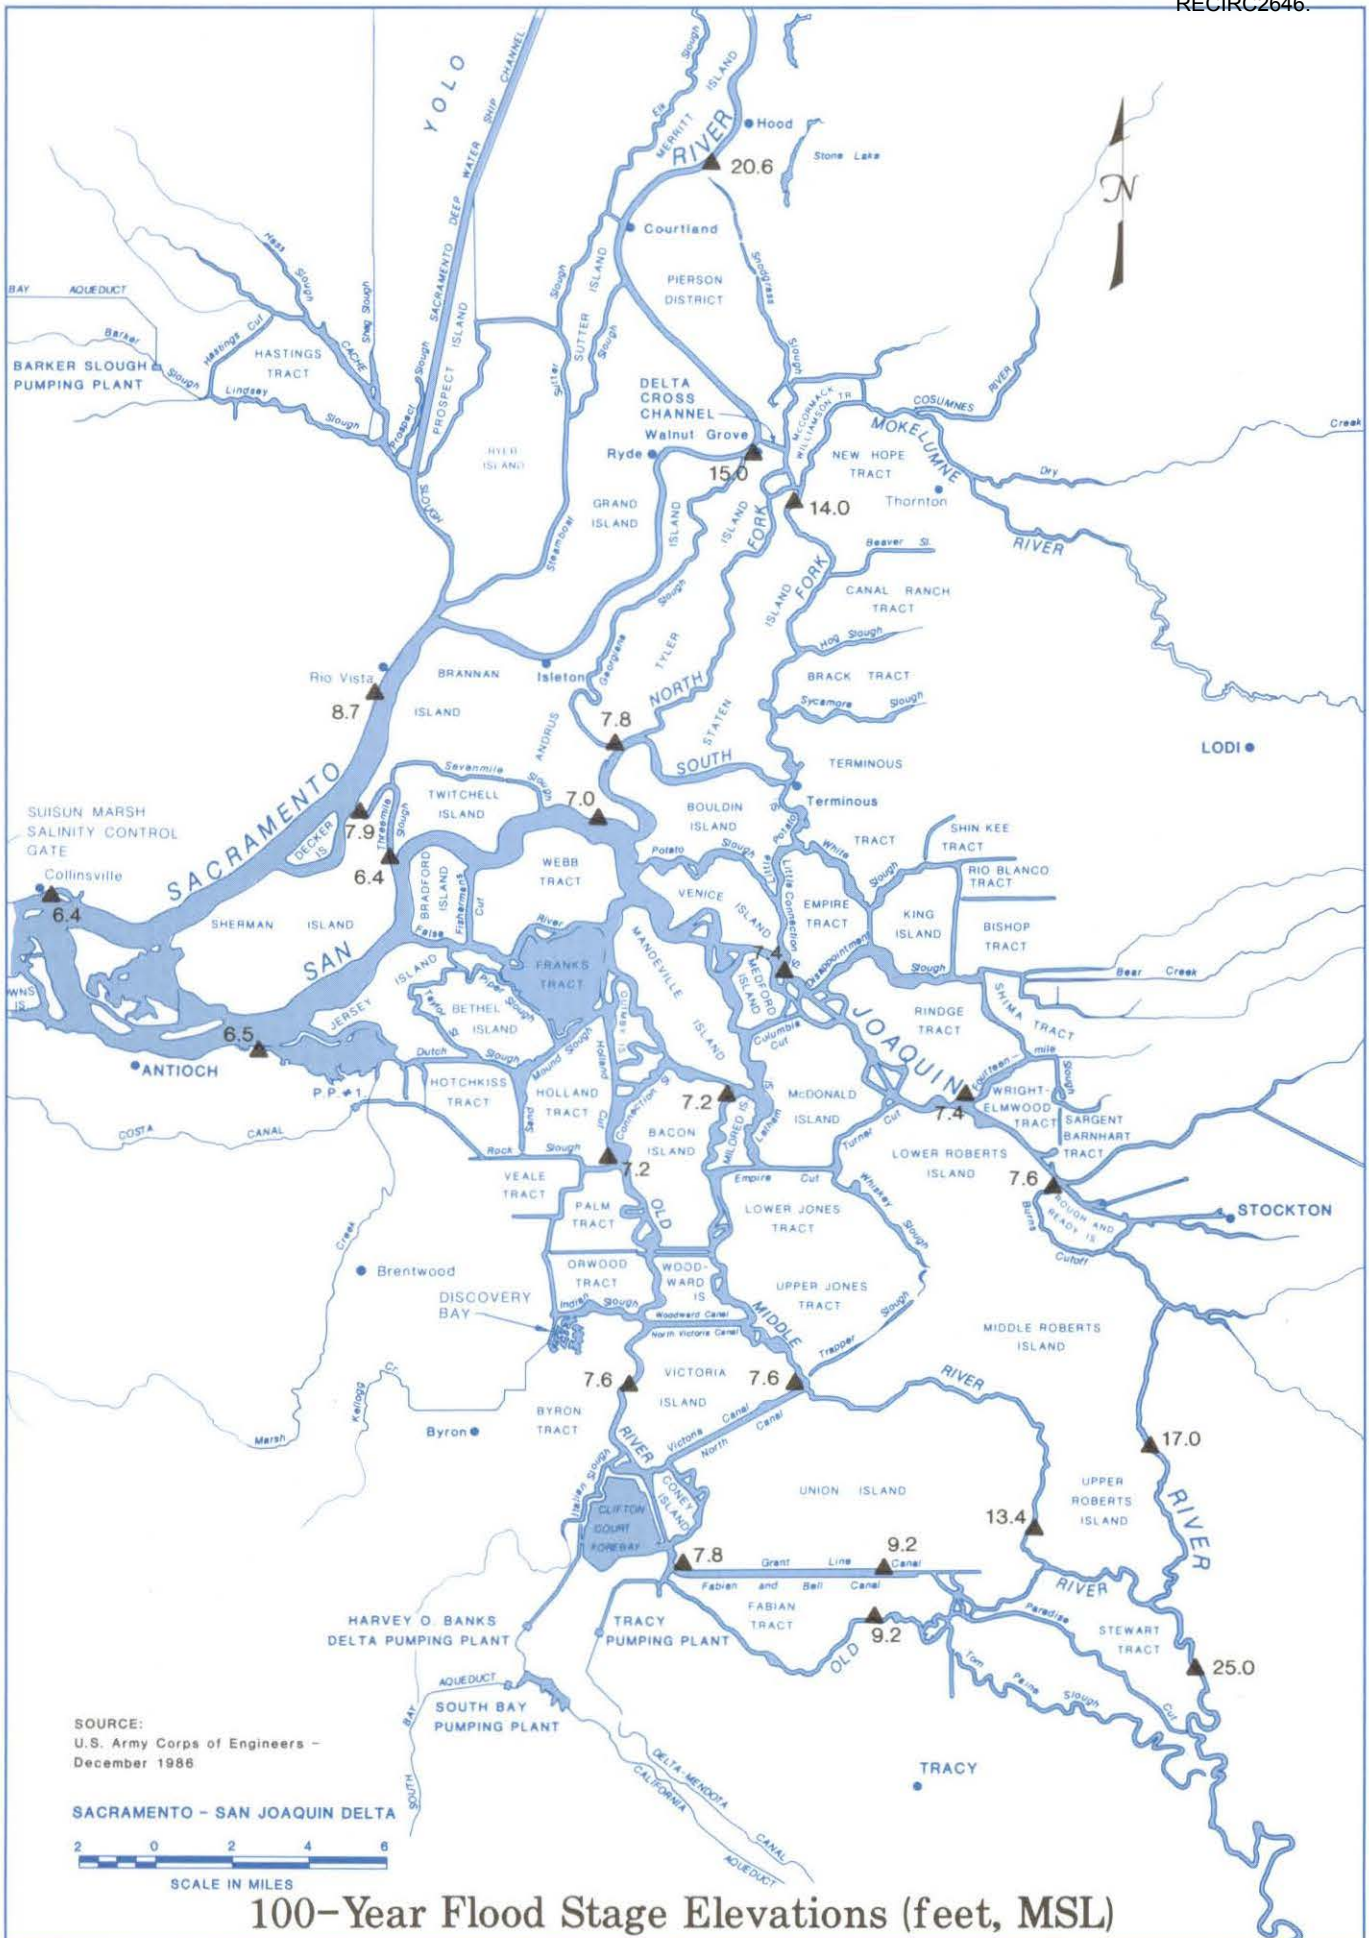 RECIRC2646.
YOLO
SACRAMENTO DEEP WATER SHIP CHANNEL
Elk Slough
MERRITT ISLAND
RIVER
Hood
20.6
Stone Lake
N
Courtland
Hass Slough
BAY AQUEDUCT
Shag Slough
PIERSON
DISTRICT
Snodgrass Slough
SUTTER ISLAND
Slough
Sutter Slough
Barker Slough
BARKER SLOUGH
PUMPING PLANT
Hastings Cut
HASTINGS
TRACT
CACHE SLOUGH
Lindsey Slough
Prospect Slough
PROSPECT ISLAND
DELTA
CROSS
CHANNEL
Walnut Grove
McCORMACK
WILLIAMSON TR
COSUMNES RIVER
MOKELUMNE RIVER
Dry Creek
RYER
ISLAND
Ryde
15.0
NEW HOPE
TRACT
Thornton
14.0
GRAND
ISLAND
Steamboat
ISLAND
ISLAND
FORK
Beaver Sl.
FORK
ISLAND
CANAL RANCH
TRACT
Hog Slough
Slough
Georgiana
TYLER
NORTH
Rio Vista
8.7
BRANNAN
ISLAND
Isleton
ANDRUS
7.8
BRACK TRACT
Sycamore Slough
STATEN
SOUTH
LODI
TERMINOUS
Terminous
TRACT
SACRAMENTO
Sevenmile Slough
TWITCHELL
ISLAND
7.0
BOULDIN
ISLAND
7.9
DECKER
IS.
Threemile
Slough
6.4
SUISUN MARSH
SALINITY CONTROL
GATE
Collinsville
6.4
Little Potato Sl
Little Connection Sl
White Slough
SHIN KEE
TRACT
RIO BLANCO
TRACT
BISHOP
TRACT
Potato Slough
VENICE ISLAND
EMPIRE
TRACT
KING
ISLAND
WEBB
TRACT
BRADFORD
ISLAND
Fishermans
Cut
SHERMAN ISLAND
SAN
False River
FRANKS
TRACT
MANDEVILLE ISLAND
MEDFORD
ISLAND
7.4
Disappointment Slough
Bear Creek
WNS
IS.
JERSEY ISLAND
BETHEL
ISLAND
Taylor Sl
Piper Slough
QUIMBY IS
Holland Cut
Columbia
Cut
JOAQUIN
RINDGE
TRACT
SHIMA TRACT
6.5
ANTIOCH
Dutch Slough
P.P.#1
COSTA CANAL
HOTCHKISS
TRACT
Sand Mound Slough
HOLLAND
TRACT
Connection Sl
7.2
BACON
ISLAND
MILDRED IS.
Latham Sl
McDONALD
ISLAND
Turner Cut
7.4
Fourteen-mile Slough
WRIGHT-
ELMWOOD
TRACT
SARGENT
BARNHART
TRACT
Rock Slough
7.2
VEALE
TRACT
PALM
TRACT
OLD
Empire Cut
LOWER JONES
TRACT
Whiskey Slough
LOWER ROBERTS
ISLAND
7.6
ROUGH AND
READY IS
Burns Cutoff
STOCKTON
Creek
Brentwood
DISCOVERY
BAY
ORWOOD
TRACT
WOOD-
WARD
IS
Indian Slough
Woodward Canal
North Victoria Canal
MIDDLE
UPPER JONES
TRACT
Trapper Slough
MIDDLE ROBERTS
ISLAND
7.6
VICTORIA
ISLAND
7.6
RIVER
Kellogg Cr.
Marsh
Byron
BYRON
TRACT
RIVER
Victoria Canal
North Canal
17.0
RIVER
Italian Slough
CONEY
ISLAND
CLIFTON
COURT
FOREBAY
UNION ISLAND
UPPER
ROBERTS
ISLAND
13.4
7.8
Grant Line Canal
9.2
Fabian and Bell Canal
FABIAN
TRACT
9.2
OLD
RIVER
Paradise Cut
STEWART
TRACT
25.0
Tom Paine Slough
HARVEY O. BANKS
DELTA PUMPING PLANT
TRACY
PUMPING PLANT
SOUTH BAY AQUEDUCT
SOUTH BAY
PUMPING PLANT
DELTA-MENDOTA CANAL
CALIFORNIA AQUEDUCT
TRACY
SOURCE:
U.S. Army Corps of Engineers –
December 1986
SACRAMENTO – SAN JOAQUIN DELTA
2 0 2 4 6
SCALE IN MILES
100–Year Flood Stage Elevations (feet, MSL)